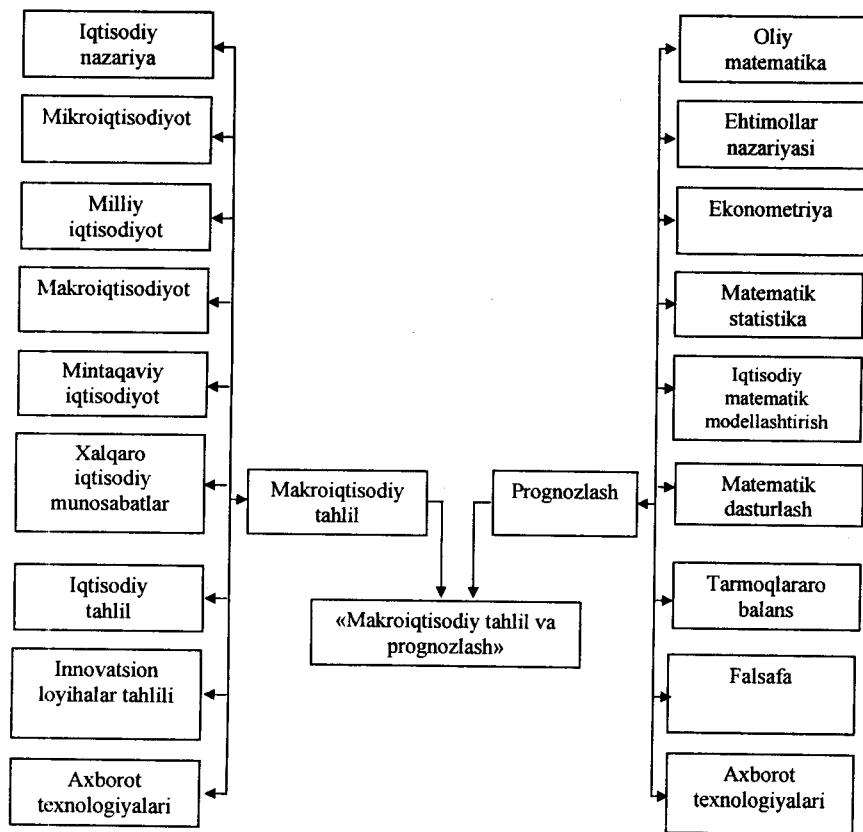 Iqtisodiy
nazariya
Mikroiqtisodiyot
Milliy
iqtisodiyot
Makroiqtisodiyot
Mintaqaviy
iqtisodiyot
Xalqaro
iqtisodiy
munosabatlar
Iqtisodiy
tahlil
Innovatsion
loyihalar tahlili
Axborot
texnologiyalari
Makroiqtisodiy
tahlil
Prognozlash
«Makroiqtisodiy tahlil va
prognozlash»
Oliy
matematika
Ehtimollar
nazariyasi
Ekonometriya
Matematik
statistika
Iqtisodiy
matematik
modellashtirish
Matematik
dasturlash
Tarmoqlararo
balans
Falsafa
Axborot
texnologiyalari